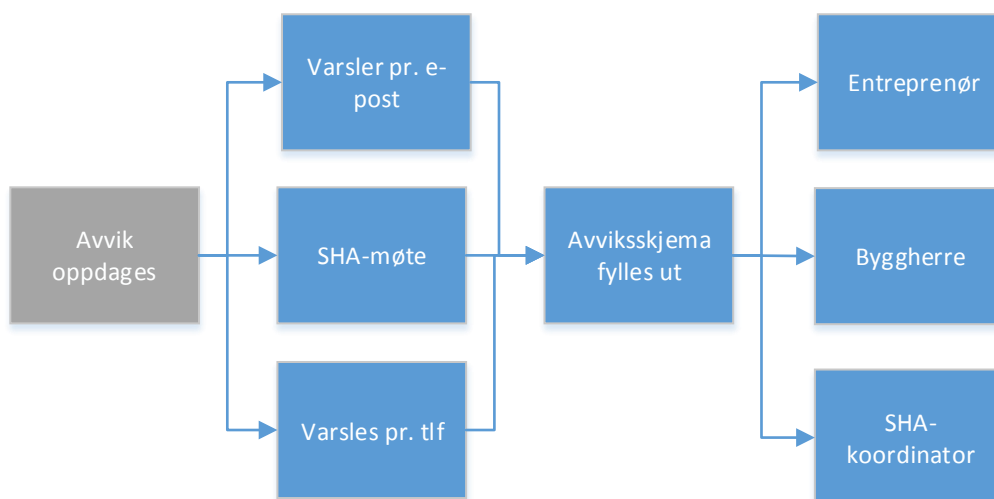 Avvik
oppdages
Varsler pr. e-
post
SHA-møte
Varsles pr. tlf
Avviksskjema
fylles ut
Entreprenør
Byggherre
SHA-
koordinator